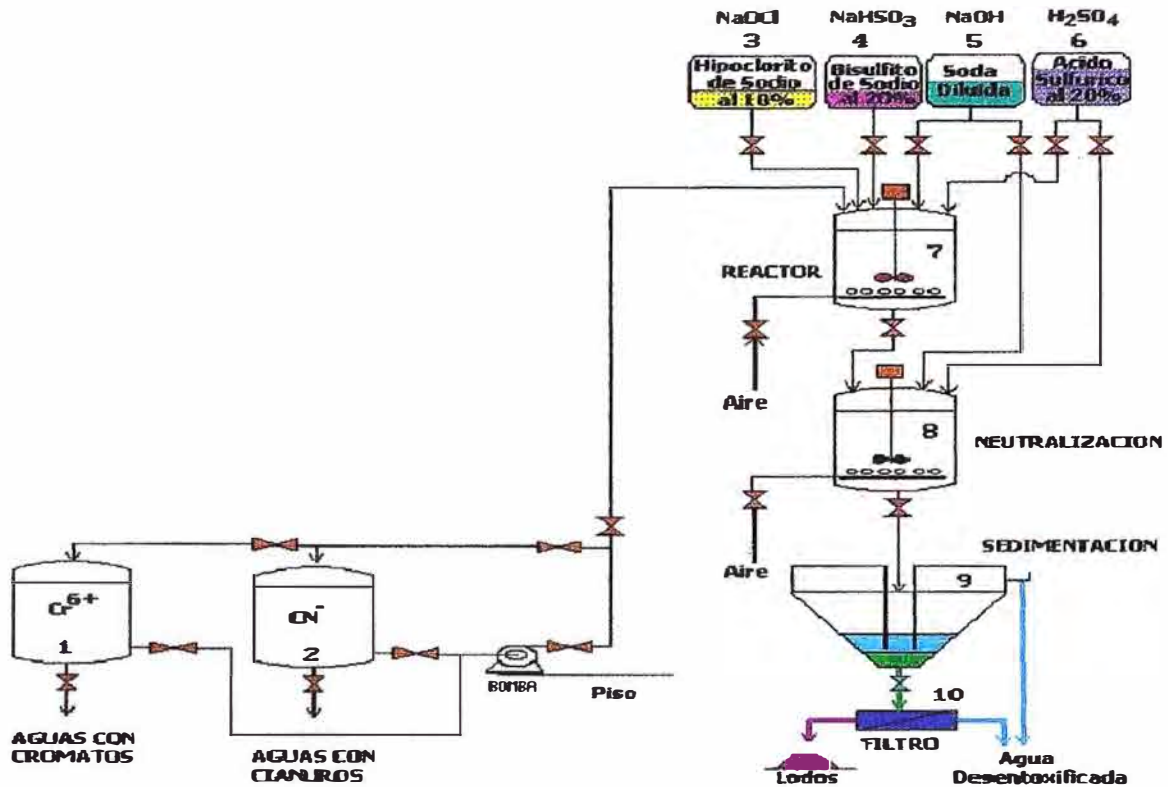 NaOCl
3
Hipoclorito
de Sodio
al 10%
NaHSO3
4
Bisulfito
de Sodio
al 20%
NaOH
5
Soda
Diluida
H2SO4
6
Acido
Sulfurico
al 20%
7
REACTOR
Aire
8
NEUTRALIZACION
Aire
SEDIMENTACION
9
Cr6+
1
CN-
2
BOMBA
Piso
AGUAS CON
CROMATOS
AGUAS CON
CIANUROS
10
FILTRO
Lodos
Agua
Desentoxificada